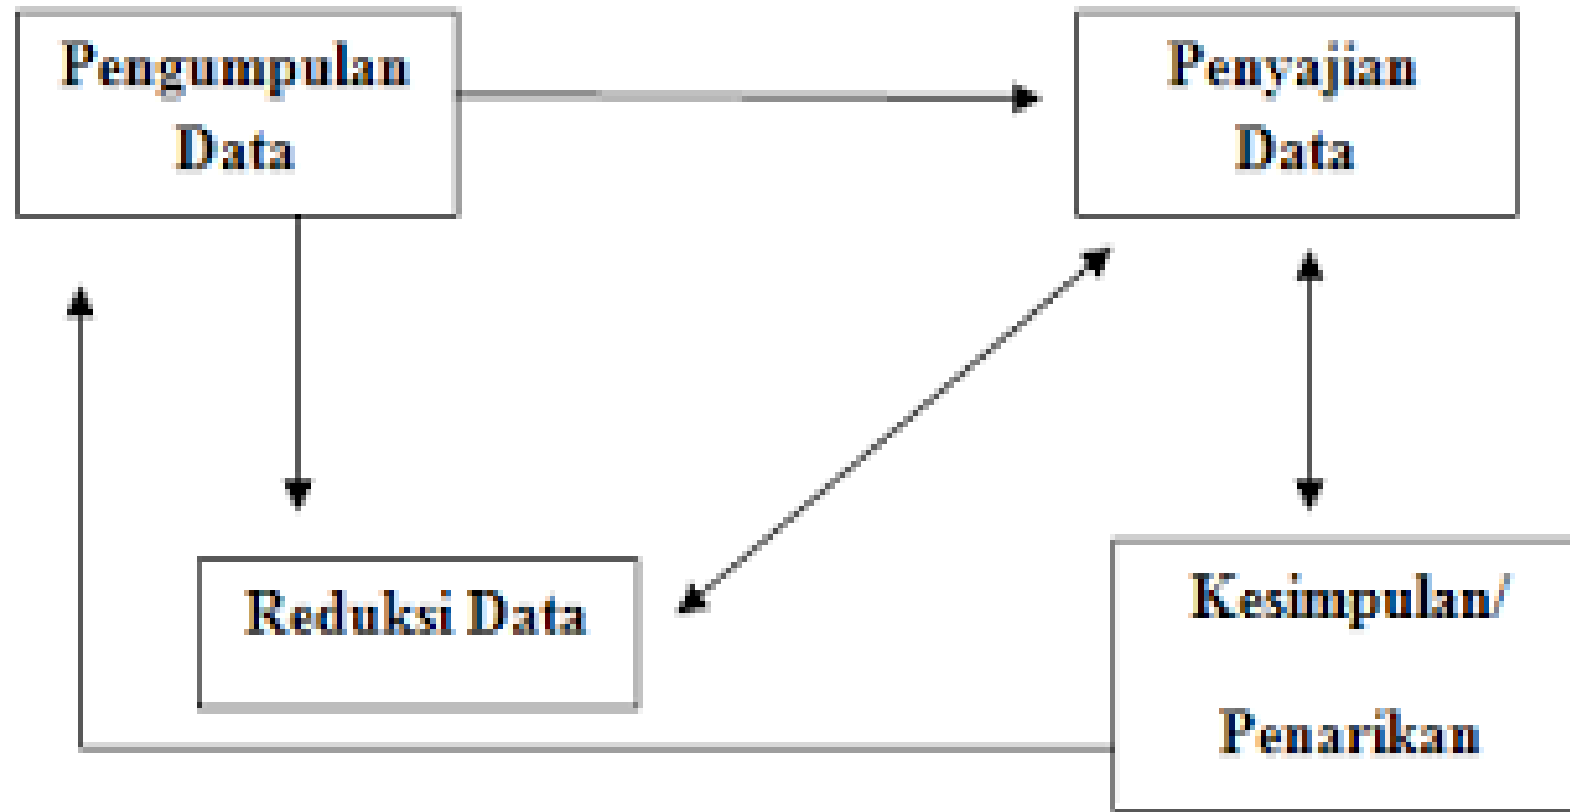 Pengumpulan
Data
Penyajian
Data
Reduksi Data
Kesimpulan/
Penarikan